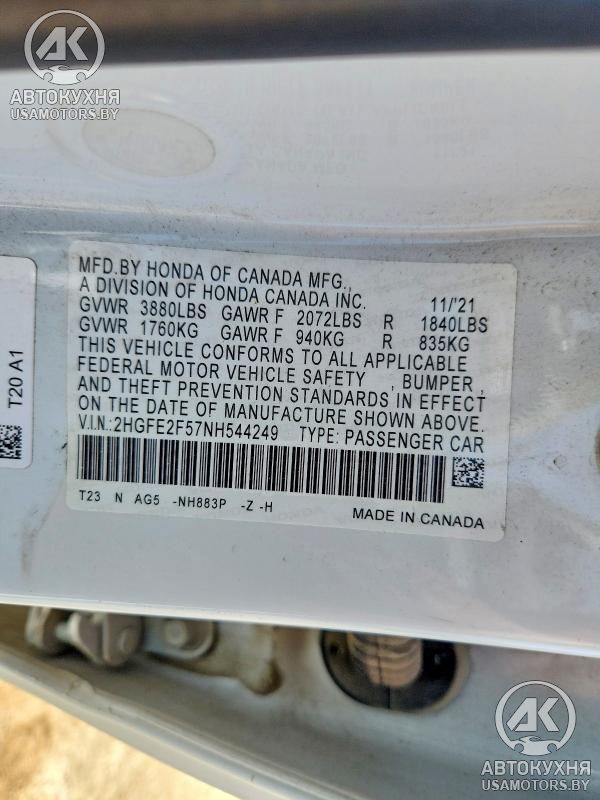 AK
АВТОКУХНЯ
USAMOTORS.BY
MFD.BY HONDA OF CANADA MFG.,
A DIVISION OF HONDA CANADA INC. 11/'21
GVWR 3880LBS GAWR F 2072LBS R 1840LBS
GVWR 1760KG GAWR F 940KG R 835KG
THIS VEHICLE CONFORMS TO ALL APPLICABLE
FEDERAL MOTOR VEHICLE SAFETY , BUMPER,
AND THEFT PREVENTION STANDARDS IN EFFECT
ON THE DATE OF MANUFACTURE SHOWN ABOVE.
V.I.N.:2HGFE2F57NH544249 TYPE: PASSENGER CAR
T23 N AG5 -NH883P -Z -H
MADE IN CANADA
T20 A1
AK
АВТОКУХНЯ
USAMOTORS.BY